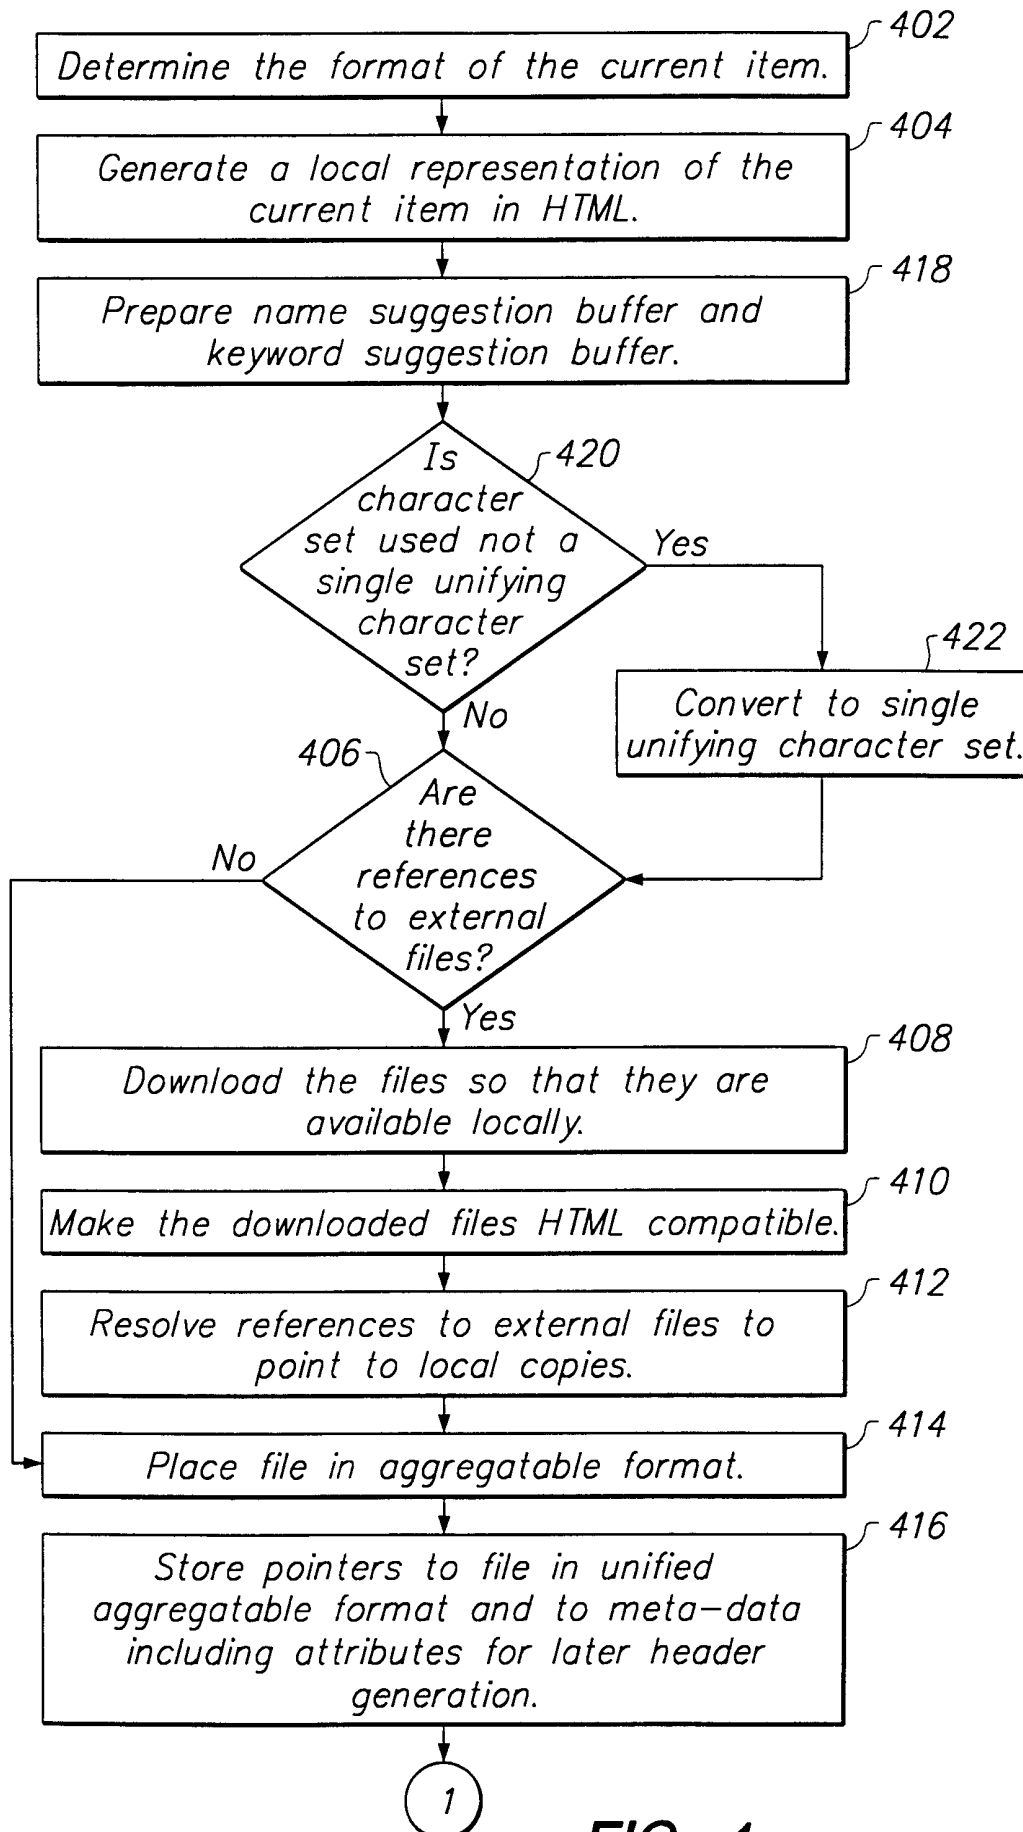 402
Determine the format of the current item.
404
Generate a local representation of the
current item in HTML.
418
Prepare name suggestion buffer and
keyword suggestion buffer.
420
Is
character
set used not a
single unifying
character
set?
Yes
422
Convert to single
unifying character set.
No
406
Are
there
references
to external
files?
No
Yes
408
Download the files so that they are
available locally.
410
Make the downloaded files HTML compatible.
412
Resolve references to external files to
point to local copies.
414
Place file in aggregatable format.
416
Store pointers to file in unified
aggregatable format and to meta-data
including attributes for later header
generation.
1